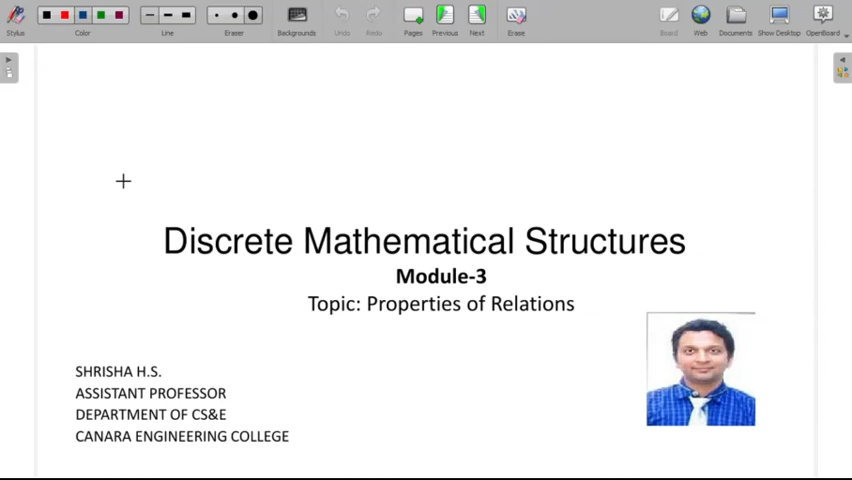 Stylus
Color
Line
Eraser
Backgrounds
Undo
Redo
Pages
Previous
Next
Erase
Board
Web
Documents
Show Desktop
OpenBoard
Discrete Mathematical Structures
Module-3
Topic: Properties of Relations
SHRISHA H.S.
ASSISTANT PROFESSOR
DEPARTMENT OF CS&E
CANARA ENGINEERING COLLEGE